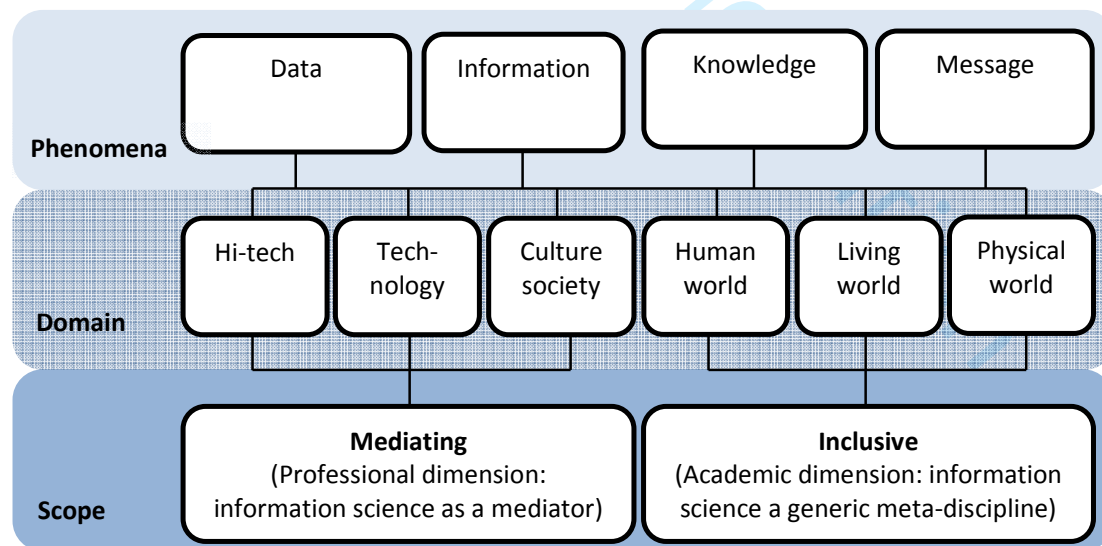 Data
Information
Knowledge
Message
Phenomena
Hi-tech
Tech-
nology
Culture
society
Human
world
Living
world
Physical
world
Domain
Mediating
(Professional dimension:
information science as a mediator)
Inclusive
(Academic dimension: information
science a generic meta-discipline)
Scope